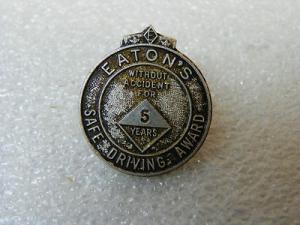 EATON'S
WITHOUT
ACCIDENT
FOR
5
YEARS
SAFE DRIVING AWARD